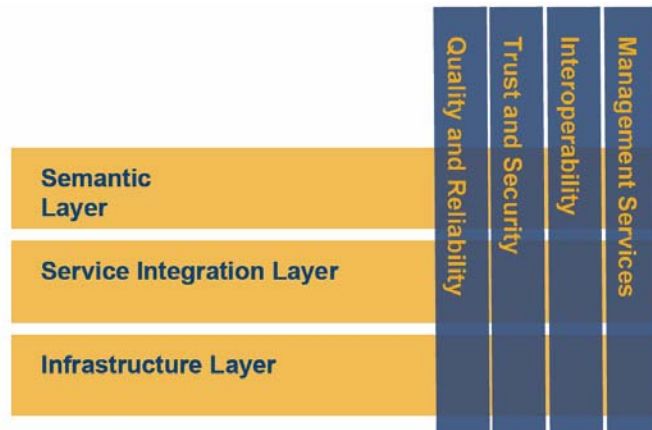 Semantic
Layer
Service Integration Layer
Infrastructure Layer
Quality and Reliability
Trust and Security
Interoperability
Management Services